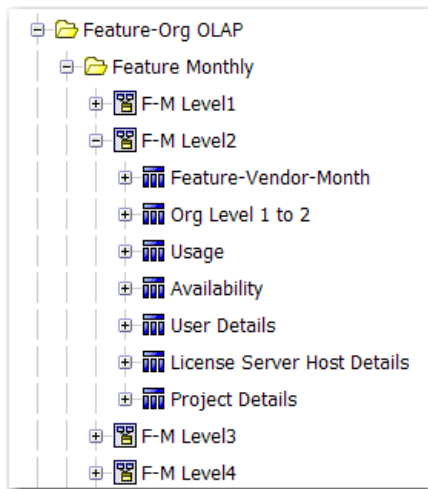 Feature-Org OLAP
Feature Monthly
F-M Level1
F-M Level2
Feature-Vendor-Month
Org Level 1 to 2
Usage
Availability
User Details
License Server Host Details
Project Details
F-M Level3
F-M Level4